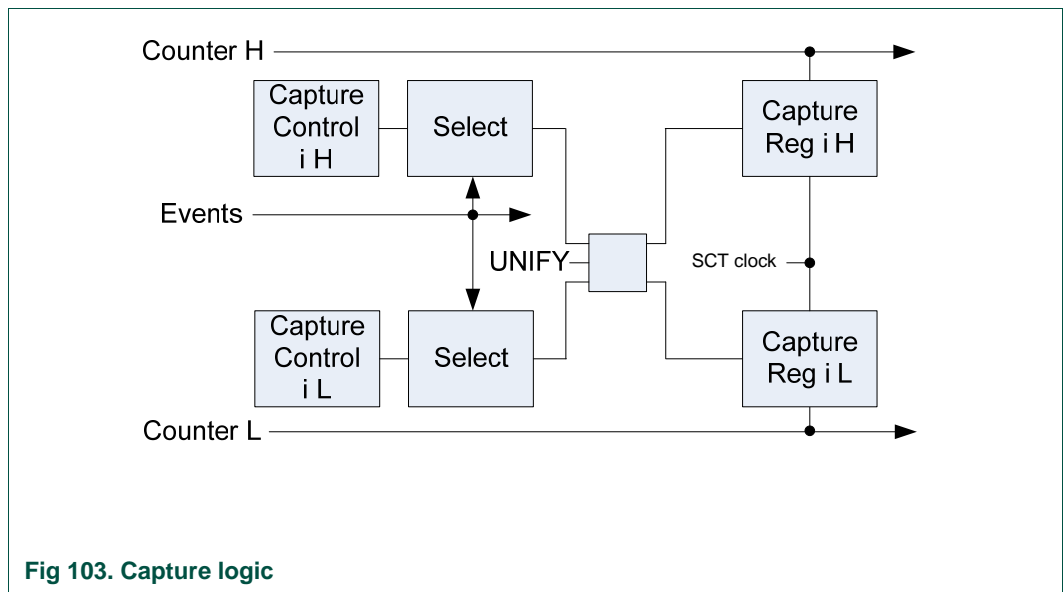 Counter H
Capture
Control
i H
Select
Capture
Reg i H
Events
UNIFY
SCT clock
Capture
Control
i L
Select
Capture
Reg i L
Counter L
Fig 103. Capture logic